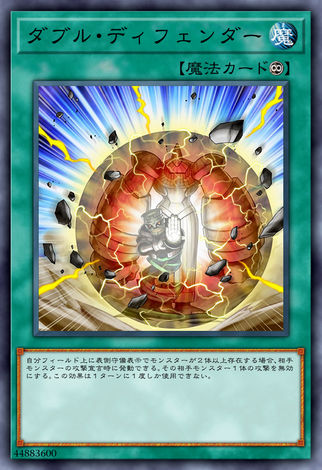 ダブル・ディフェンダー 魔
【魔法カード♾】
自分フィールド上に表側守備表示でモンスターが２体以上存在する場合、相手
モンスターの攻撃宣言時に発動できる。その相手モンスター１体の攻撃を無効
にする。この効果は１ターンに１度しか使用できない。
44883600